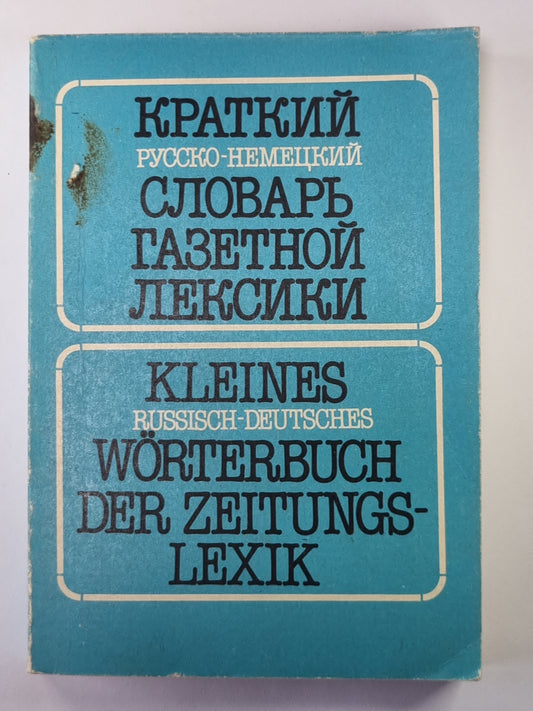 КРАТКИЙ
РУССКО-НЕМЕЦКИЙ
СЛОВАРЬ
ГАЗЕТНОЙ
ЛЕКСИКИ
KLEINES
RUSSISCH-DEUTSCHES
WÖRTERBUCH
DER ZEITUNGS-
LEXIK